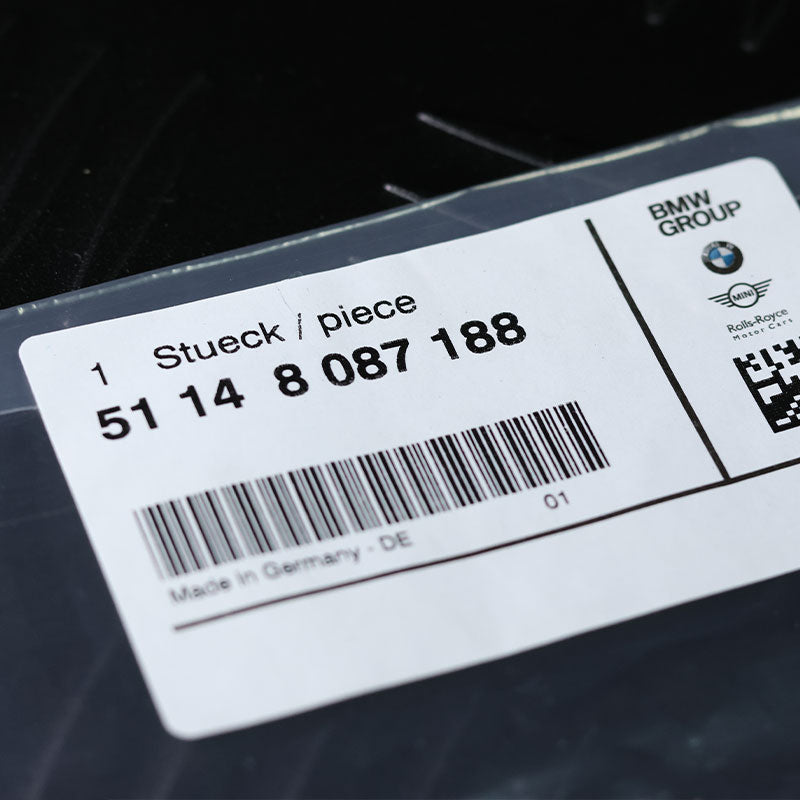 1 Stueck / piece
51 14 8 087 188
01
Made in Germany - DE
BMW
GROUP
MINI
Rolls-Royce
Motor Cars